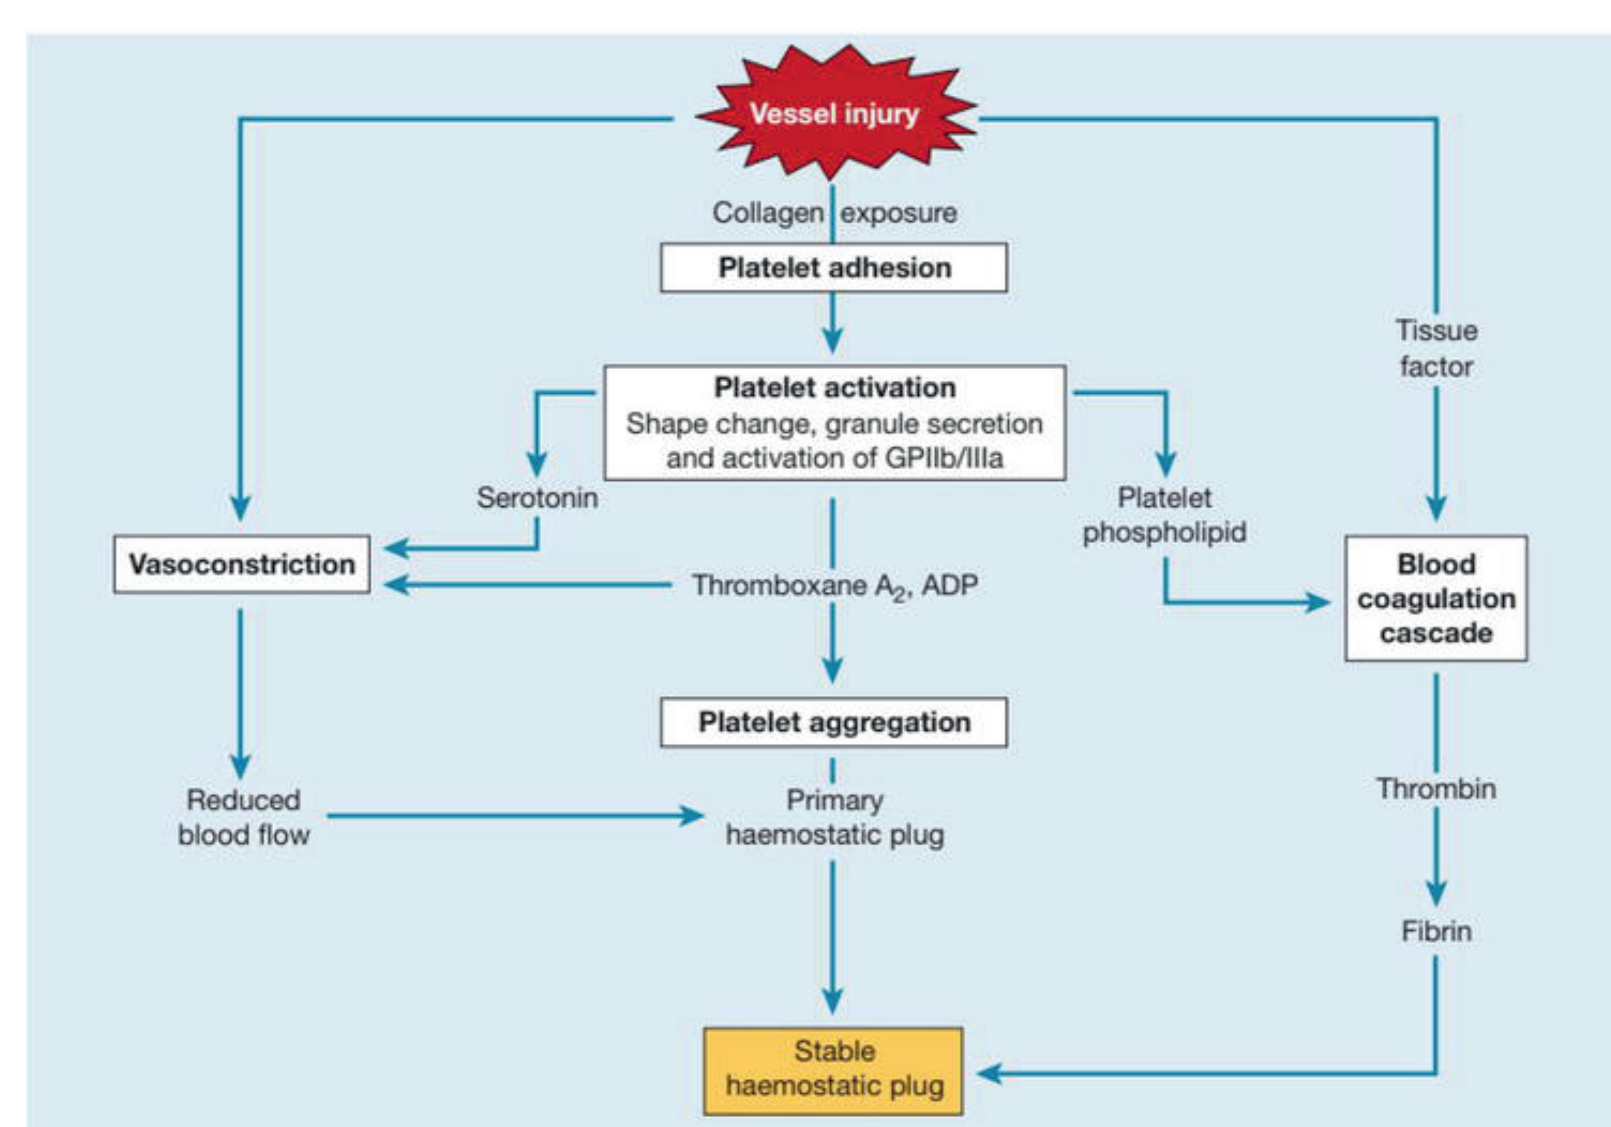 Vessel injury
Collagen exposure
Platelet adhesion
Tissue
factor
Platelet activation
Shape change, granule secretion
and activation of GPIIb/IIIa
Serotonin
Platelet
phospholipid
Vasoconstriction
Thromboxane A₂, ADP
Blood
coagulation
cascade
Platelet aggregation
Reduced
blood flow
Primary
haemostatic plug
Thrombin
Fibrin
Stable
haemostatic plug